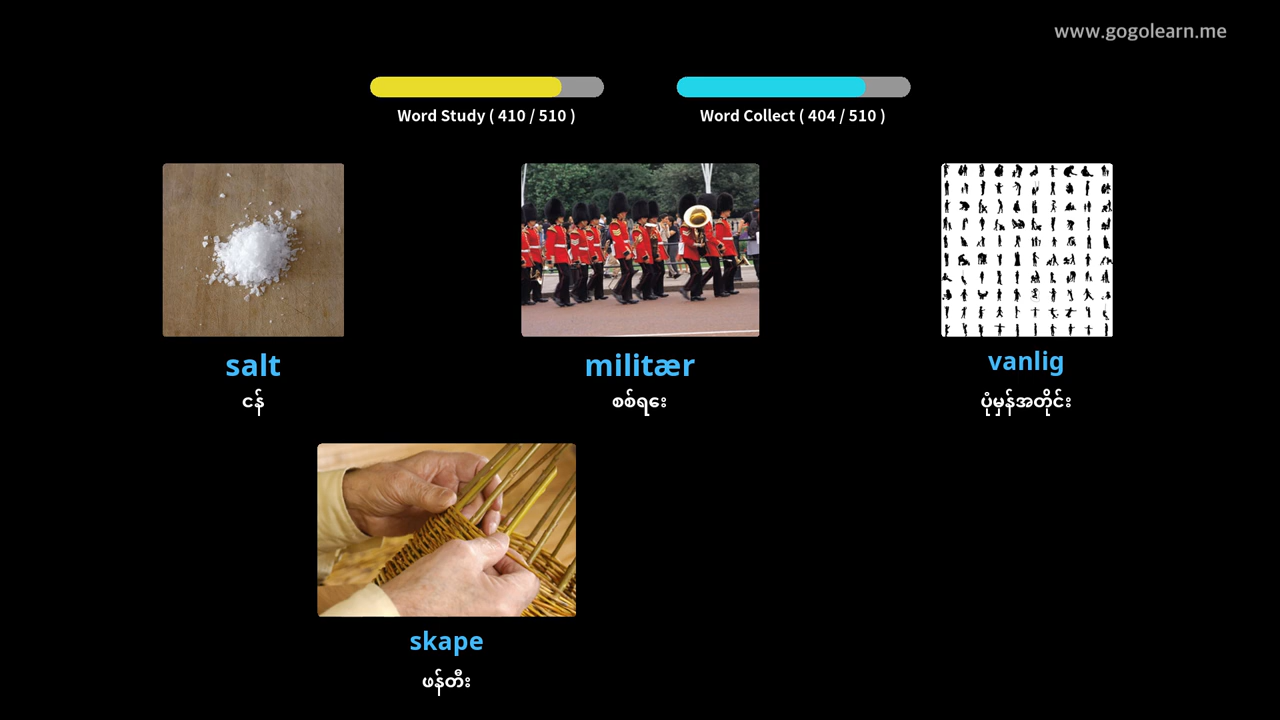 www.gogolearn.me
Word Study ( 410 / 510 )
Word Collect ( 404 / 510 )
salt
militær
vanlig
ငန်
စစ်ရေး
ပုံမှန်အတိုင်း
skape
ဖန်တီး